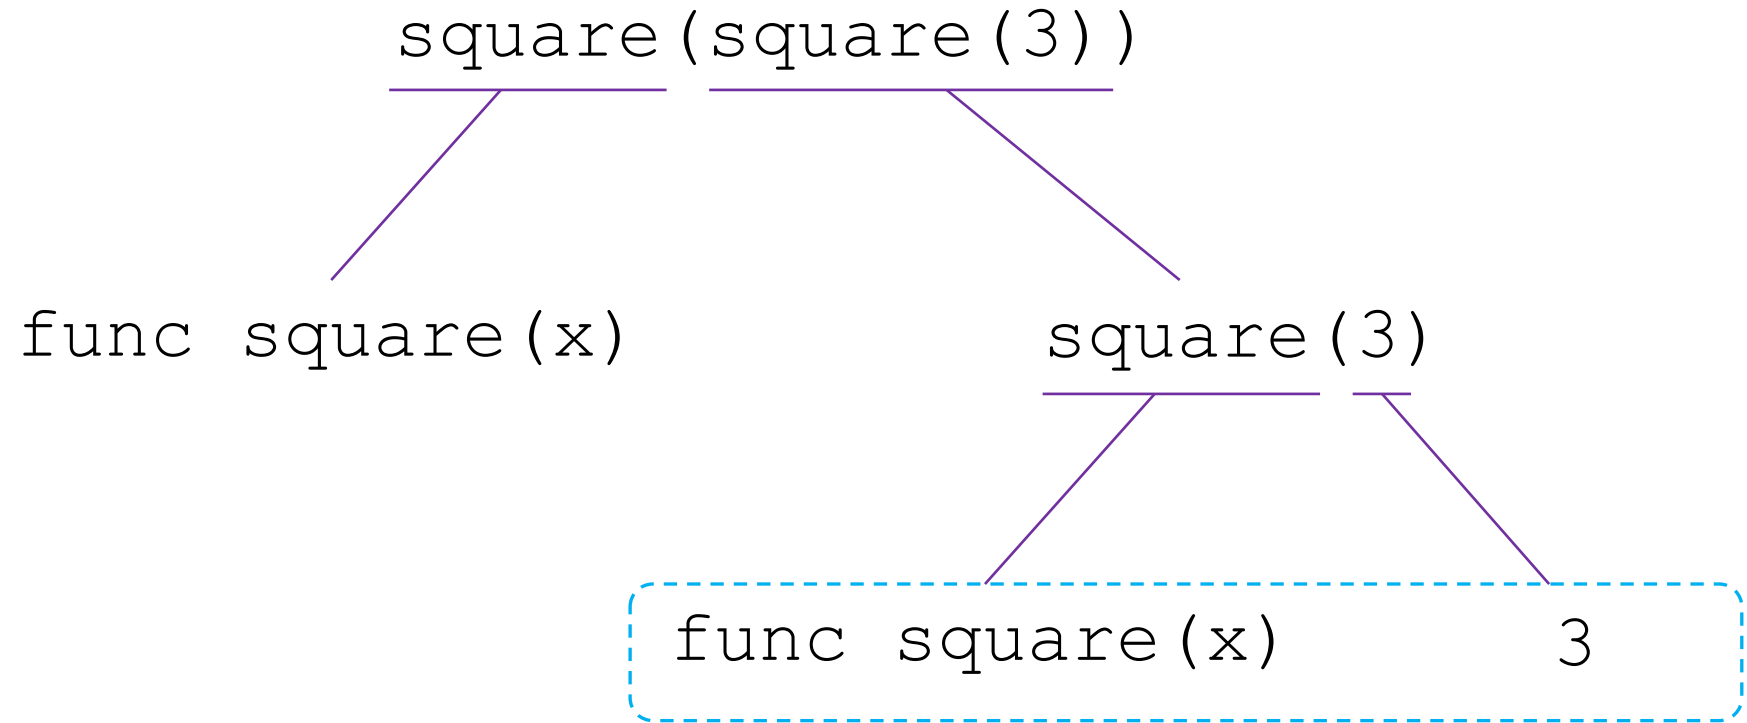 square(square(3))
func square(x) square(3)
func square(x) 3